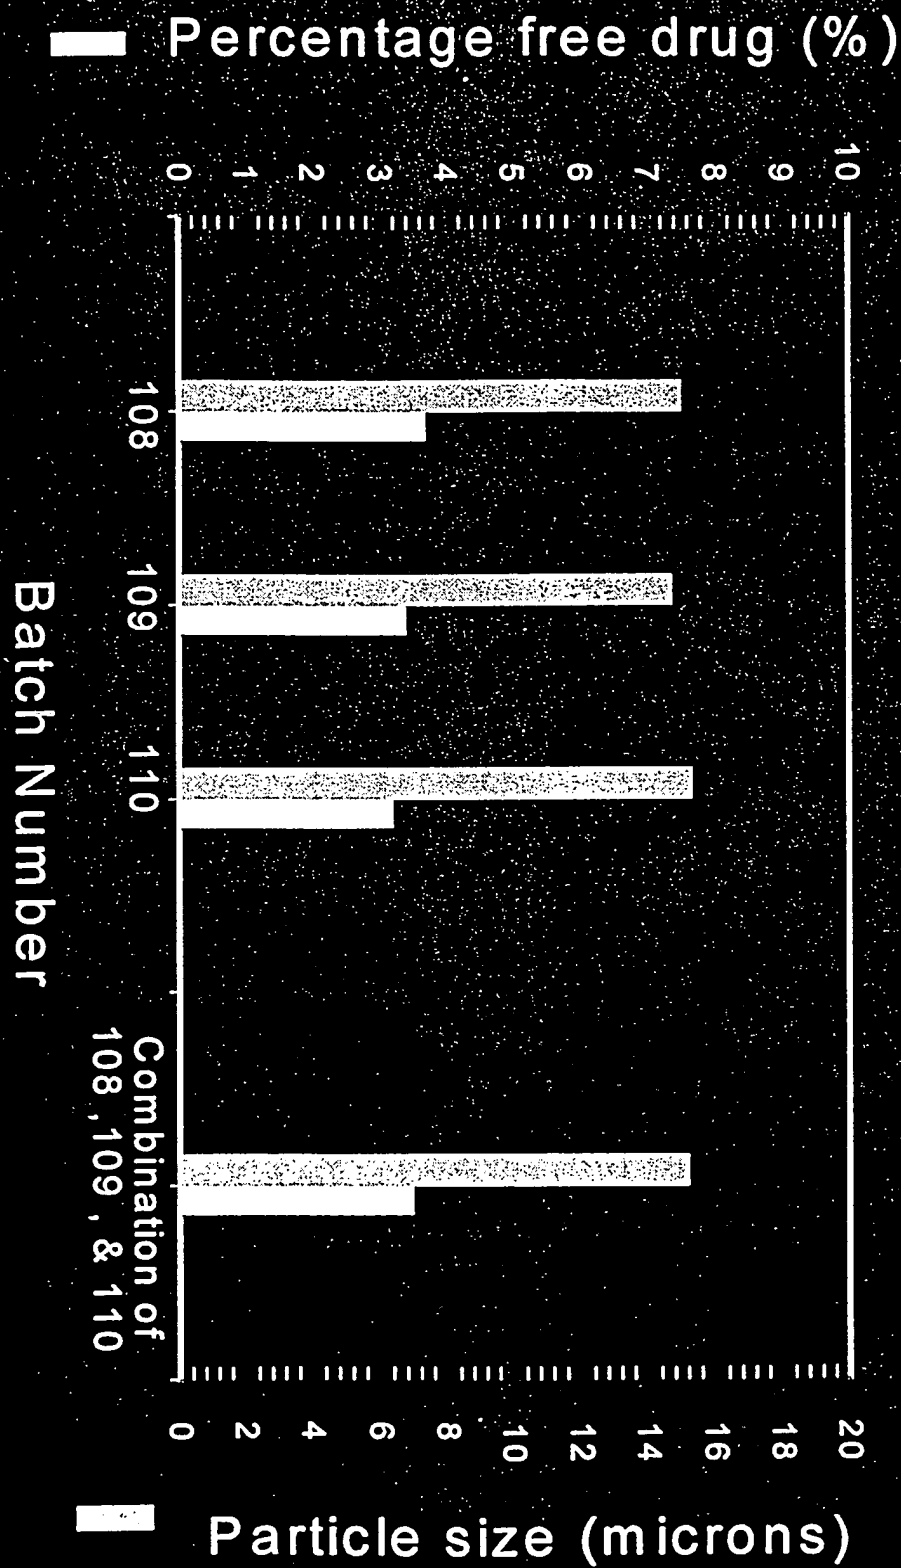 Percentage free drug (%)
0 1 2 3 4 5 6 7 8 9 10
108
109
110
Combination of
108 ,109 , & 110
Batch Number
0 2 4 6 8 10 12 14 16 18 20
Particle size (microns)